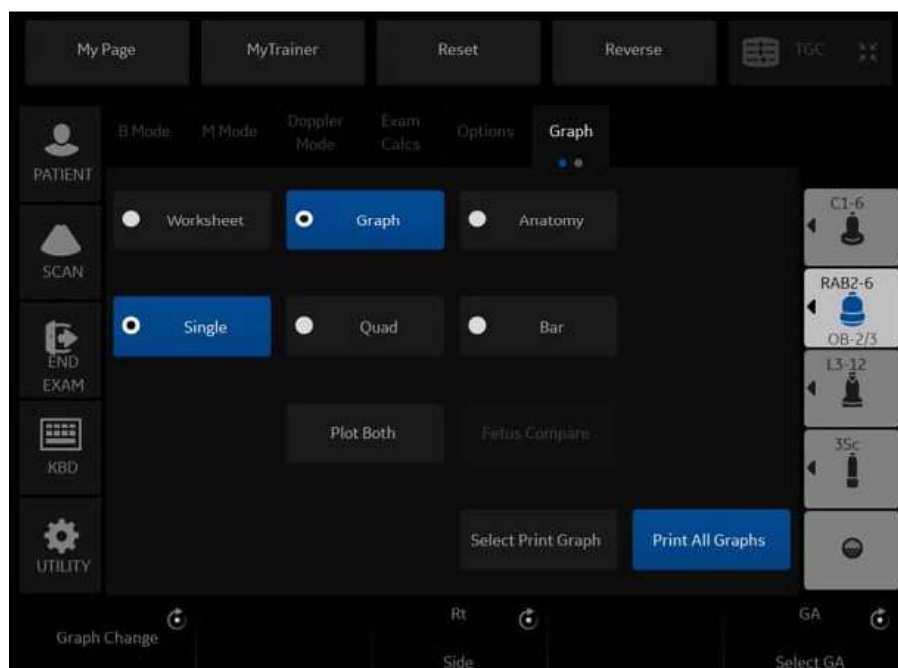 My Page
MyTrainer
Reset
Reverse
TGC
PATIENT
B Mode
M Mode
Doppler
Mode
Exam
Calcs
Options
Graph
Worksheet
Graph
Anatomy
C1-6
SCAN
Single
Quad
Bar
RAB2-6
OB-2/3
END
EXAM
L3-12
Plot Both
Fetus Compare
KBD
3Sc
Select Print Graph
Print All Graphs
UTILITY
Graph Change
Rt
Side
GA
Select GA